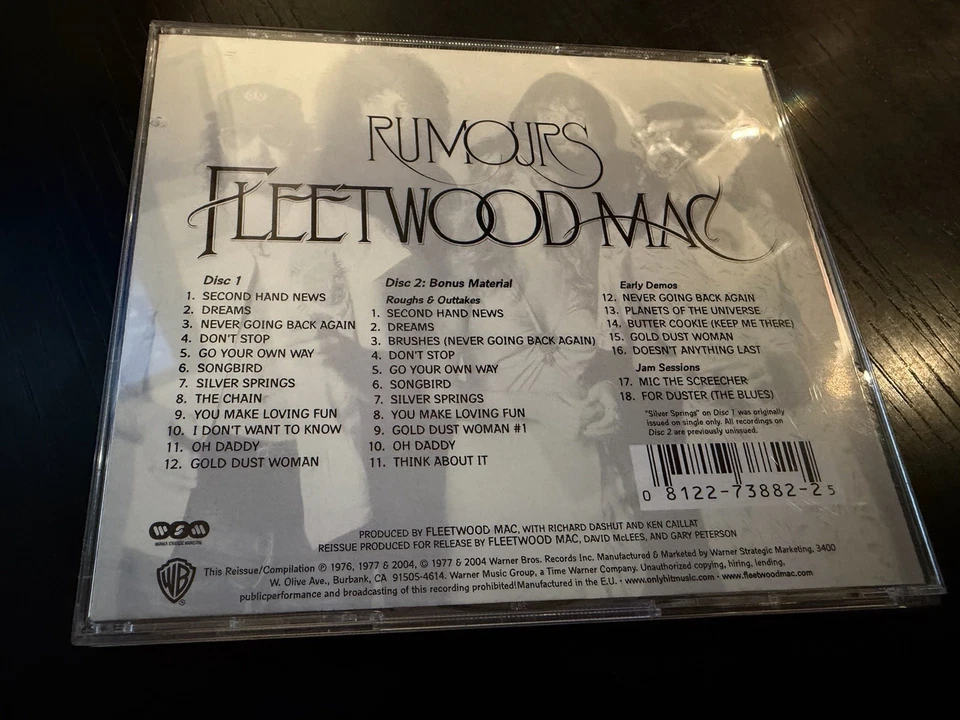 RUMOURS
FLEETWOOD MAC
Disc 1
1. SECOND HAND NEWS
2. DREAMS
3. NEVER GOING BACK AGAIN
4. DON'T STOP
5. GO YOUR OWN WAY
6. SONGBIRD
7. SILVER SPRINGS
8. THE CHAIN
9. YOU MAKE LOVING FUN
10. I DON'T WANT TO KNOW
11. OH DADDY
12. GOLD DUST WOMAN
Disc 2: Bonus Material
Roughs & Outtakes
1. SECOND HAND NEWS
2. DREAMS
3. BRUSHES (NEVER GOING BACK AGAIN)
4. DON'T STOP
5. GO YOUR OWN WAY
6. SONGBIRD
7. SILVER SPRINGS
8. YOU MAKE LOVING FUN
9. GOLD DUST WOMAN #1
10. OH DADDY
11. THINK ABOUT IT
Early Demos
12. NEVER GOING BACK AGAIN
13. PLANETS OF THE UNIVERSE
14. BUTTER COOKIE (KEEP ME THERE)
15. GOLD DUST WOMAN
16. DOESN'T ANYTHING LAST
Jam Sessions
17. MIC THE SCREECHER
18. FOR DUSTER (THE BLUES)
"Silver Springs" on Disc 1 was originally
issued on single only. All recordings on
Disc 2 are previously unissued.
0 8122-73882-2 5
PRODUCED BY FLEETWOOD MAC, WITH RICHARD DASHUT AND KEN CAILLAT
REISSUE PRODUCED FOR RELEASE BY FLEETWOOD MAC, DAVID McLEES, AND GARY PETERSON
WSM
WARNER STRATEGIC MARKETING
WB
This Reissue/Compilation ℗ 1976, 1977 & 2004, © 1977 & 2004 Warner Bros. Records Inc. Manufactured & Marketed by Warner Strategic Marketing, 3400
W. Olive Ave., Burbank, CA 91505-4614. Warner Music Group, a Time Warner Company. Unauthorized copying, hiring, lending,
publicperformance and broadcasting of this recording prohibited!Manufactured in the E.U. · www.onlyhitmusic.com · www.fleetwoodmac.com